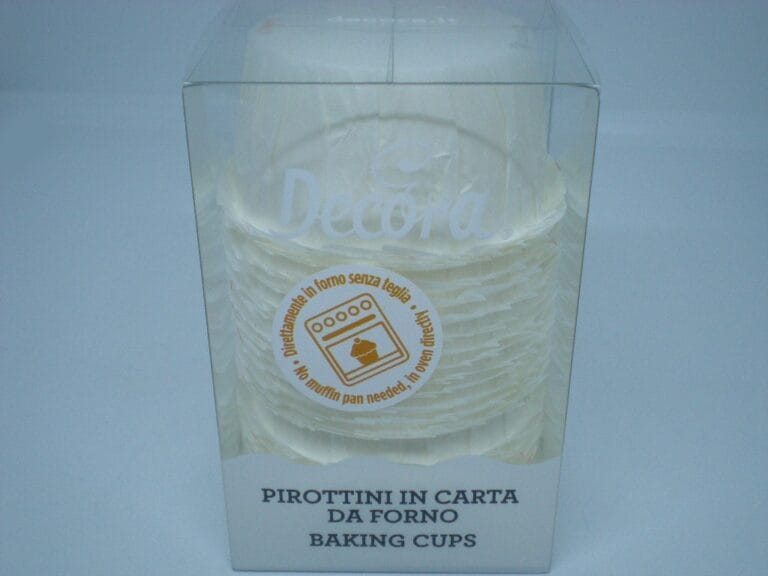 Decora
Direttamente in forno senza teglia •
No muffin pan needed, in oven directly •
PIROTTINI IN CARTA
DA FORNO
BAKING CUPS